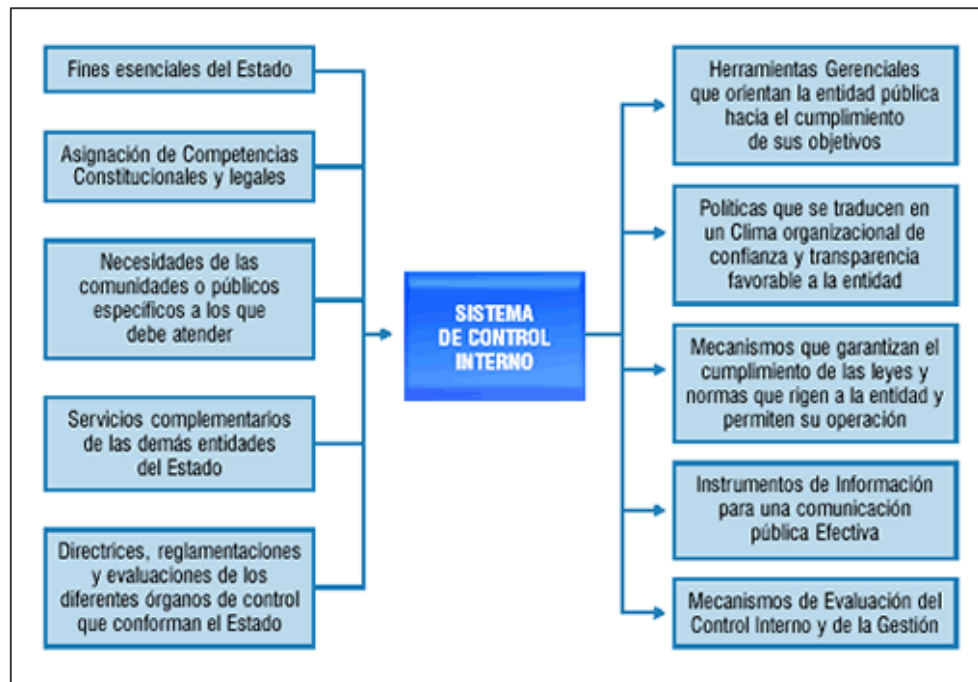 Fines esenciales del Estado
Asignación de Competencias
Constitucionales y legales
Necesidades de las
comunidades o públicos
específicos a los que
debe atender
Servicios complementarios
de las demás entidades
del Estado
Directrices, reglamentaciones
y evaluaciones de los
diferentes órganos de control
que conforman el Estado
SISTEMA
DE CONTROL
INTERNO
Herramientas Gerenciales
que orientan la entidad pública
hacia el cumplimiento
de sus objetivos
Políticas que se traducen en
un Clima organizacional de
confianza y transparencia
favorable a la entidad
Mecanismos que garantizan el
cumplimiento de las leyes y
normas que rigen a la entidad y
permiten su operación
Instrumentos de Información
para una comunicación
pública Efectiva
Mecanismos de Evaluación del
Control Interno y de la Gestión